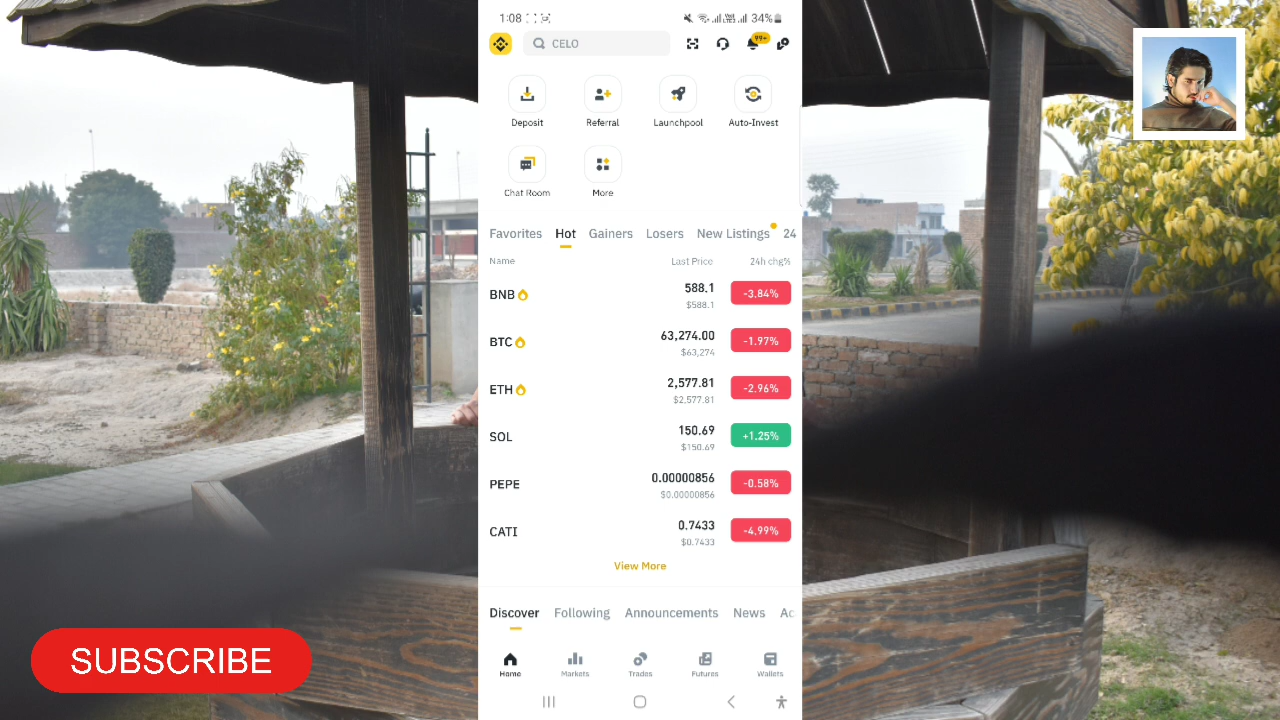 1:08 34%
CELO 99+
Deposit Referral Launchpool Auto-Invest
Chat Room More
Favorites Hot Gainers Losers New Listings 24
Name Last Price 24h chg%
BNB 588.1 -3.84%
$588.1
BTC 63,274.00 -1.97%
$63,274
ETH 2,577.81 -2.96%
$2,577.81
SOL 150.69 +1.25%
$150.69
PEPE 0.00000856 -0.58%
$0.00000856
CATI 0.7433 -4.99%
$0.7433
View More
Discover Following Announcements News Ac
Home Markets Trades Futures Wallets
SUBSCRIBE